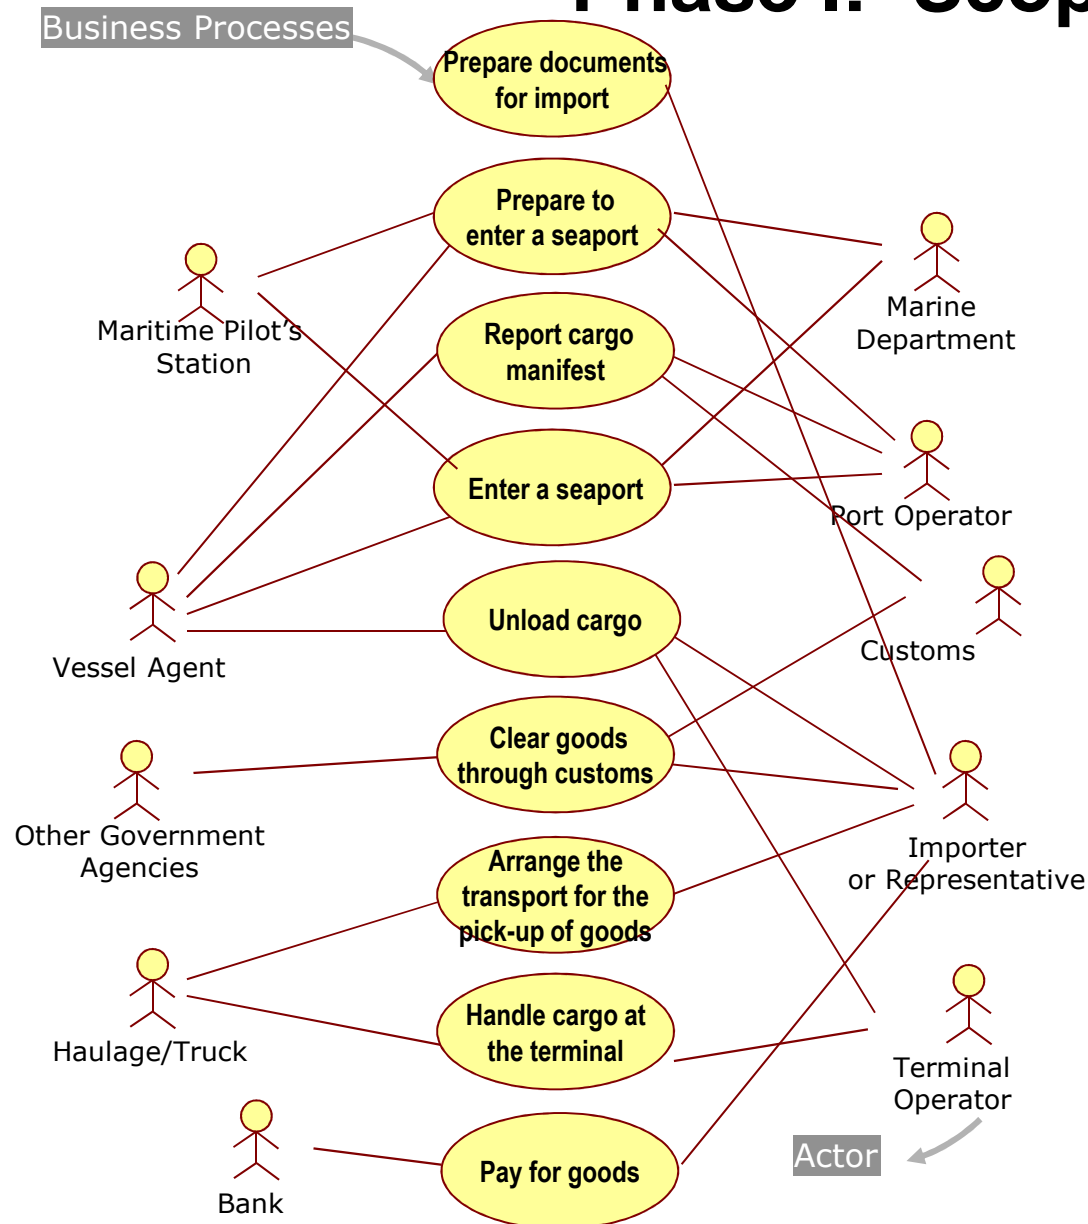 Business Processes
Prepare documents
for import
Prepare to
enter a seaport
Maritime Pilot's
Station
Marine
Department
Report cargo
manifest
Enter a seaport
Port Operator
Unload cargo
Vessel Agent
Customs
Clear goods
through customs
Other Government
Agencies
Importer
or Representative
Arrange the
transport for the
pick-up of goods
Handle cargo at
the terminal
Haulage/Truck
Terminal
Operator
Actor
Pay for goods
Bank